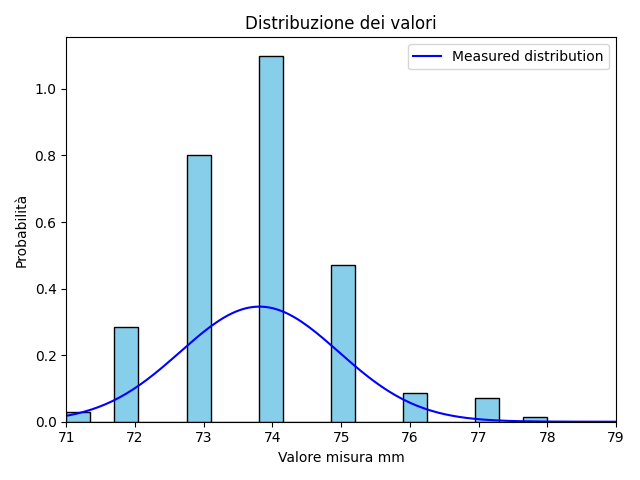 Distribuzione dei valori
Measured distribution
Probabilità
1.0
0.8
0.6
0.4
0.2
0.0
71 72 73 74 75 76 77 78 79
Valore misura mm